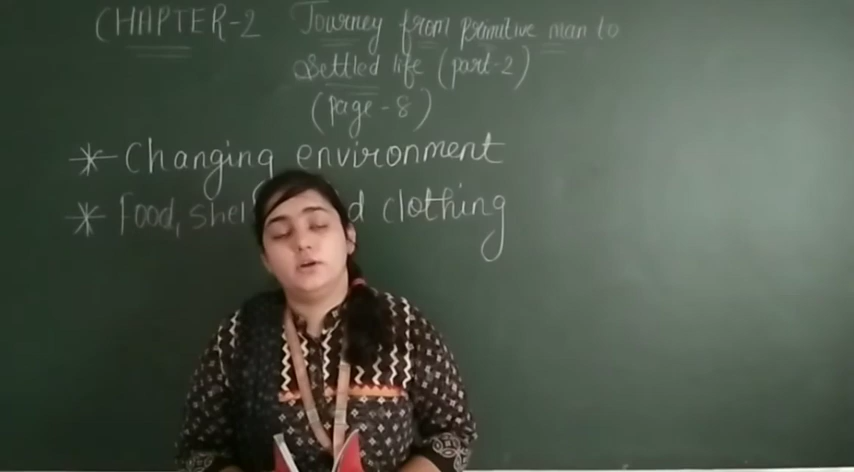 CHAPTER-2 Journey from primitive man to
settled life (part-2)
(Page-8)
* Changing environment
* Food, shel d clothing